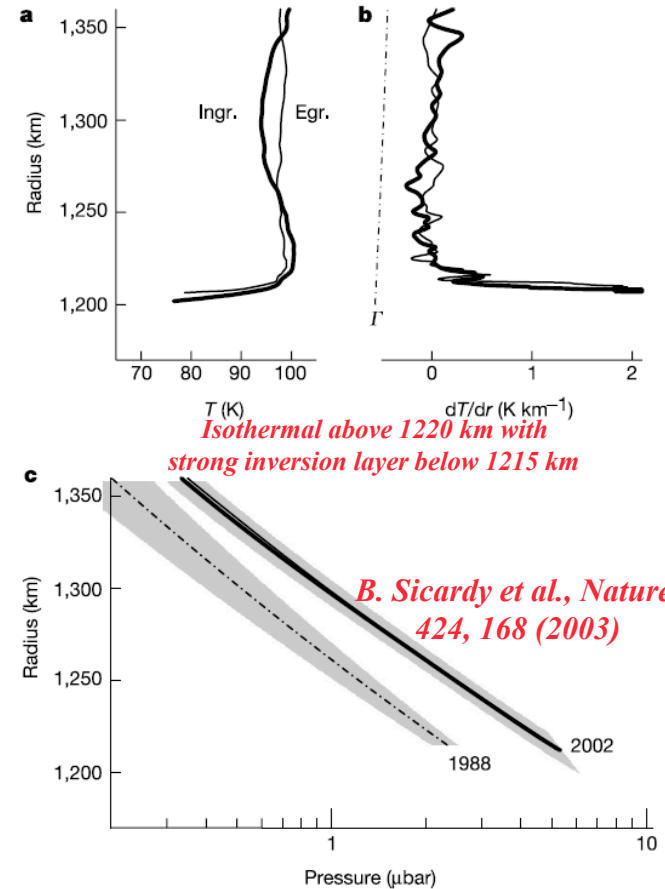 a
b
1,350
1,300
1,250
1,200
Radius (km)
Ingr.
Egr.
Γ
70 80 90 100
0 1 2
T (K)
dT/dr (K km–1)
Isothermal above 1220 km with
strong inversion layer below 1215 km
c
1,350
1,300
1,250
1,200
Radius (km)
B. Sicardy et al., Nature
424, 168 (2003)
2002
1988
1 10
Pressure (μbar)